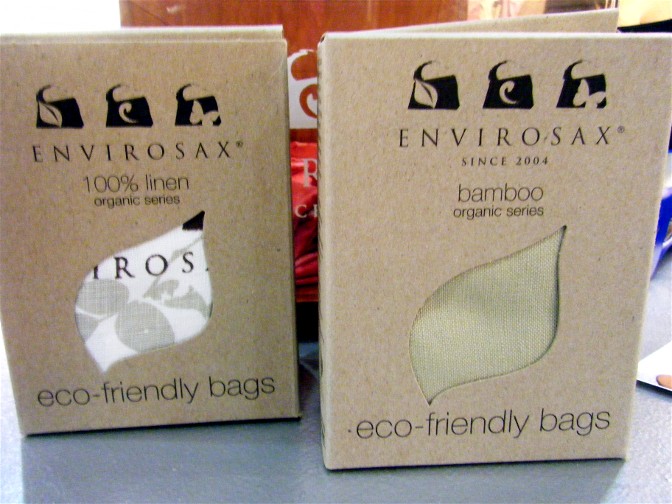 ENVIROSAX®
100% linen
organic series
IROS
eco-friendly bags
ENVIROSAX®
SINCE 2004
bamboo
organic series
eco-friendly bags